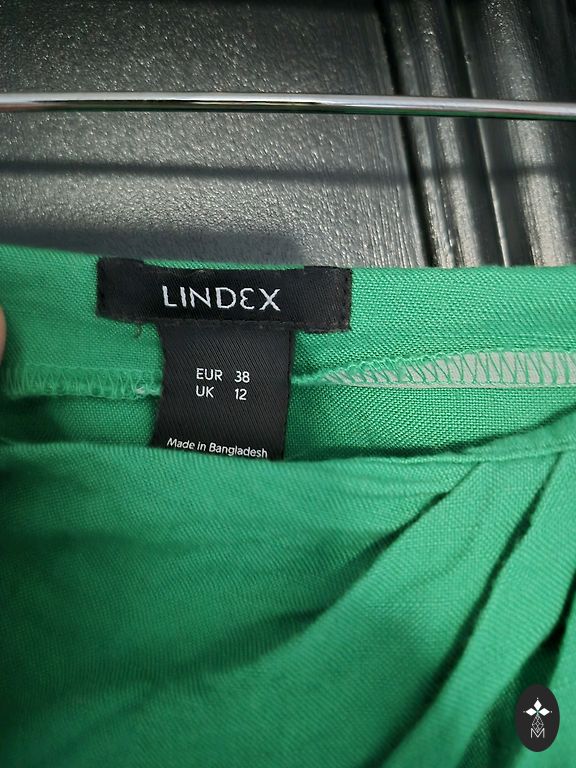 LINDEX
EUR 38
UK 12
Made in Bangladesh